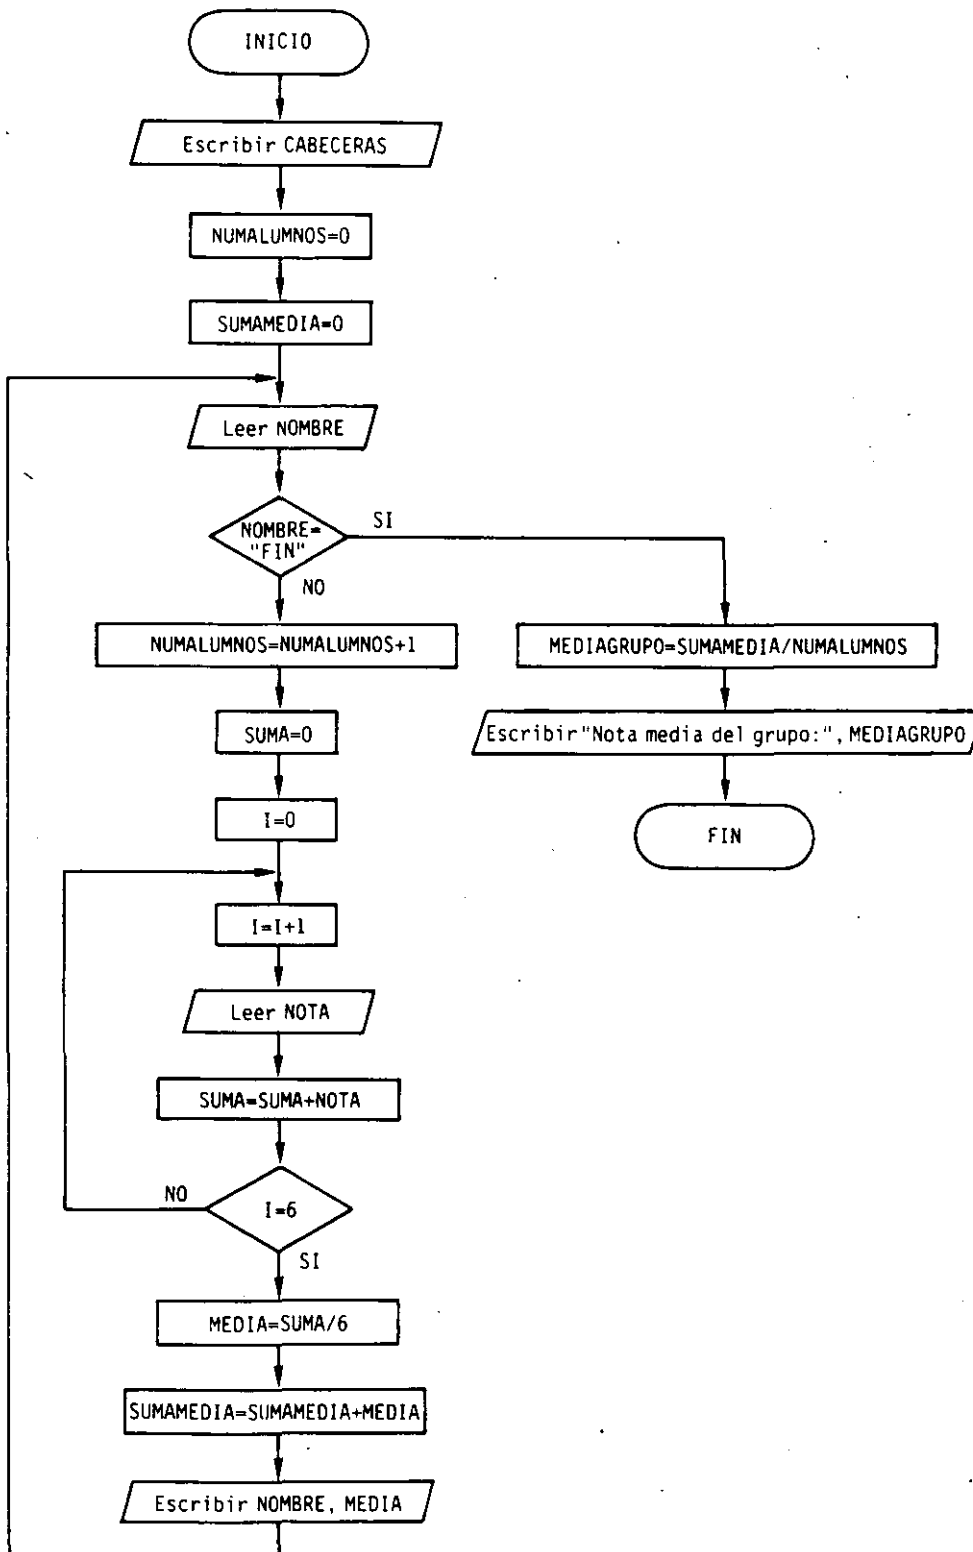 INICIO
Escribir CABECERAS
NUMALUMNOS=0
SUMAMEDIA=0
Leer NOMBRE
NOMBRE=
"FIN"
SI
NO
NUMALUMNOS=NUMALUMNOS+1
SUMA=0
I=0
I=I+1
Leer NOTA
SUMA=SUMA+NOTA
I=6
NO
SI
MEDIA=SUMA/6
SUMAMEDIA=SUMAMEDIA+MEDIA
Escribir NOMBRE, MEDIA
MEDIAGRUPO=SUMAMEDIA/NUMALUMNOS
Escribir"Nota media del grupo:", MEDIAGRUPO
FIN